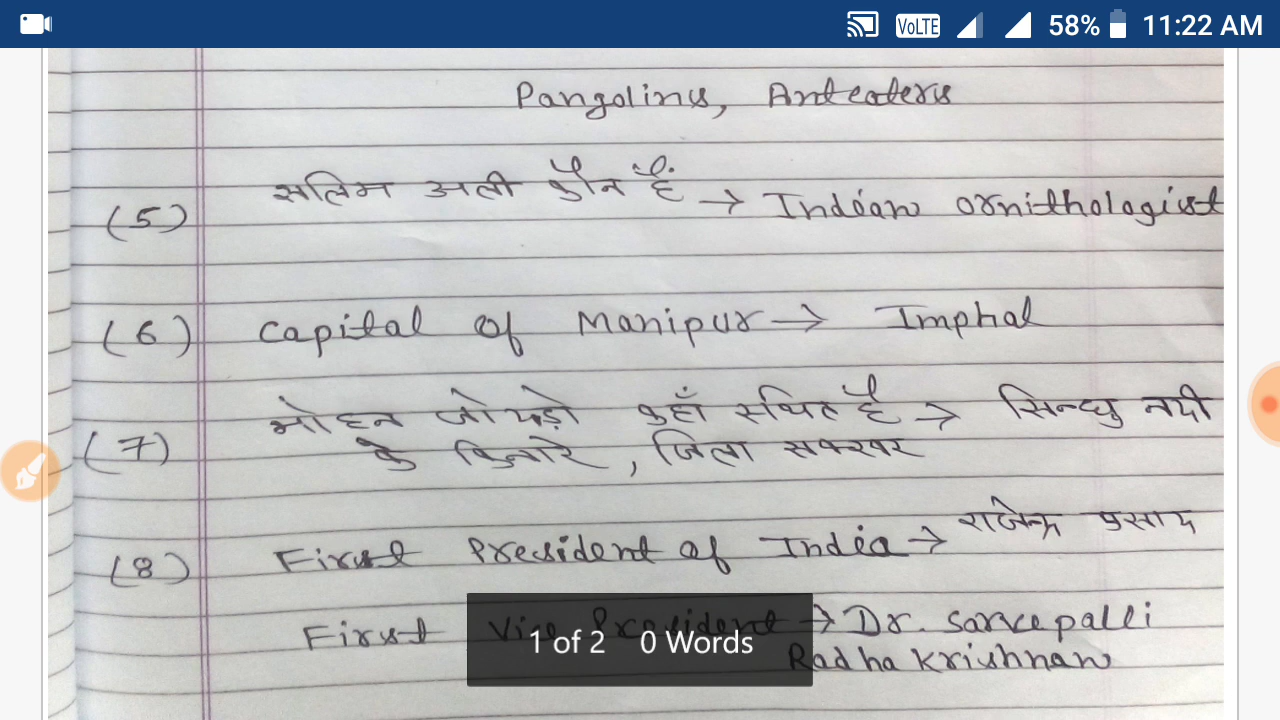 VoLTE 58% 11:22 AM
Pangolins, Anteaters
(5) सलिम अली कौन हैं → Indian ornithologist
(6) Capital of Manipur → Imphal
(7) मोहन जोदड़ो कहाँ स्थित है → सिन्धु नदी
के किनारे, जिला सक्खर
(8) First President of India → राजेन्द्र प्रसाद
First Vice President → Dr. Sarvepalli
Radha Krishnan
1 of 2 0 Words